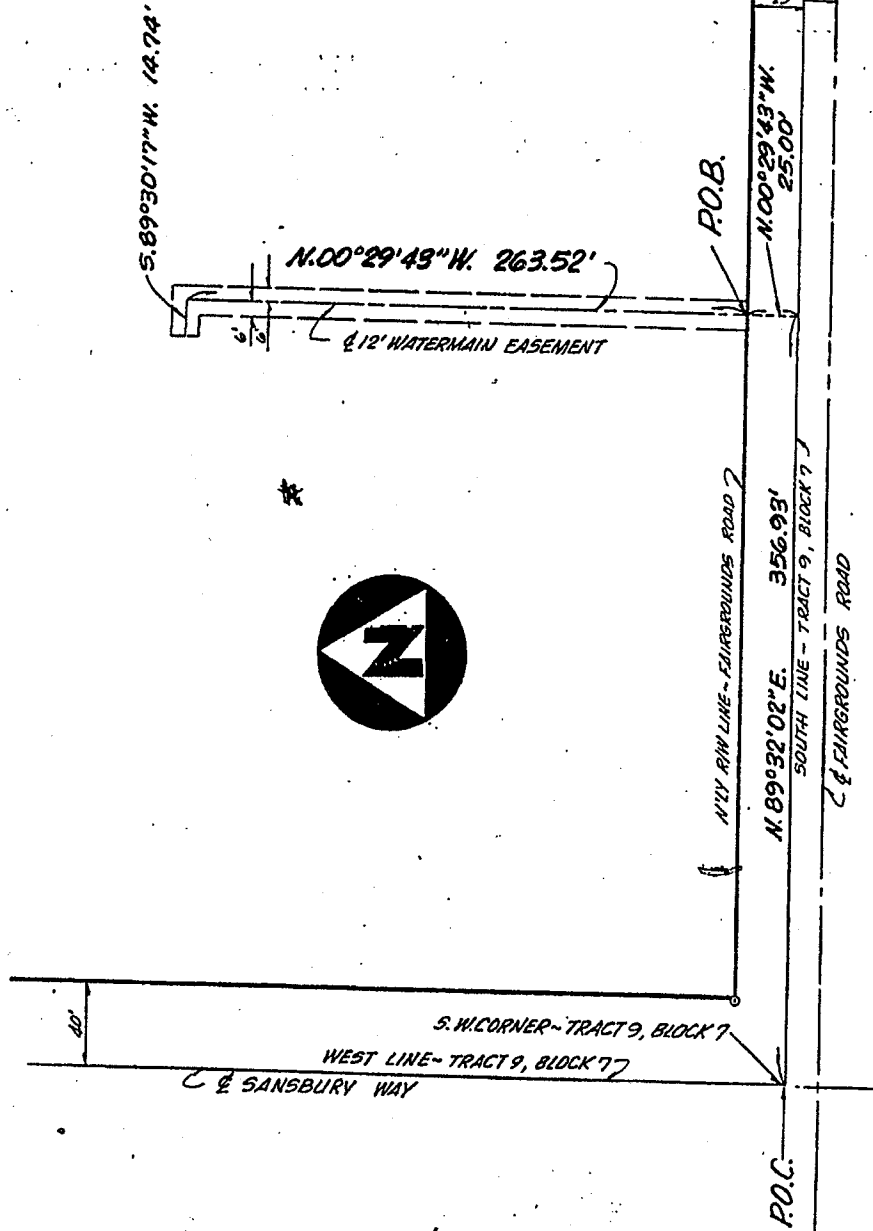 S.89°30'17"W. 14.74'
N.00°29'43"W. 263.52'
6'
6'
℄ 12' WATERMAIN EASEMENT
P.O.B.
N.00°29'43"W.
25.00'
N
N'LY R/W LINE ~ FAIRGROUNDS ROAD
N.89°32'02"E. 356.93'
SOUTH LINE ~ TRACT 9, BLOCK 7
℄ FAIRGROUNDS ROAD
40'
S.W. CORNER ~ TRACT 9, BLOCK 7
WEST LINE ~ TRACT 9, BLOCK 7
℄ SANSBURY WAY
P.O.C.